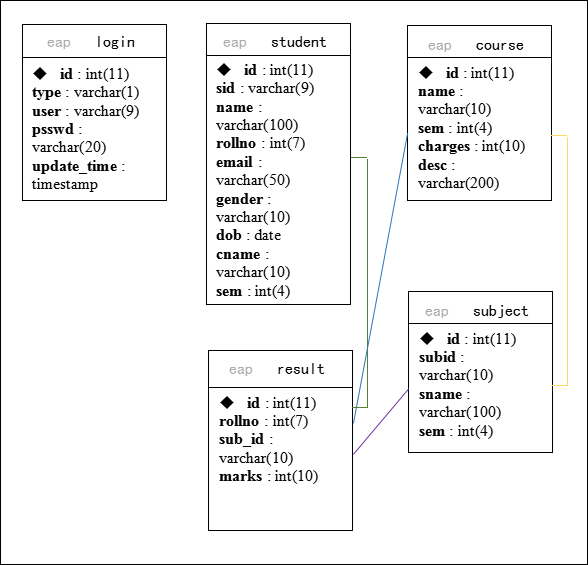 eap login
◆ id : int(11)
type : varchar(1)
user : varchar(9)
psswd :
varchar(20)
update_time :
timestamp
eap student
◆ id : int(11)
sid : varchar(9)
name :
varchar(100)
rollno : int(7)
email :
varchar(50)
gender :
varchar(10)
dob : date
cname :
varchar(10)
sem : int(4)
eap course
◆ id : int(11)
name :
varchar(10)
sem : int(4)
charges : int(10)
desc :
varchar(200)
eap result
◆ id : int(11)
rollno : int(7)
sub_id :
varchar(10)
marks : int(10)
eap subject
◆ id : int(11)
subid :
varchar(10)
sname :
varchar(100)
sem : int(4)